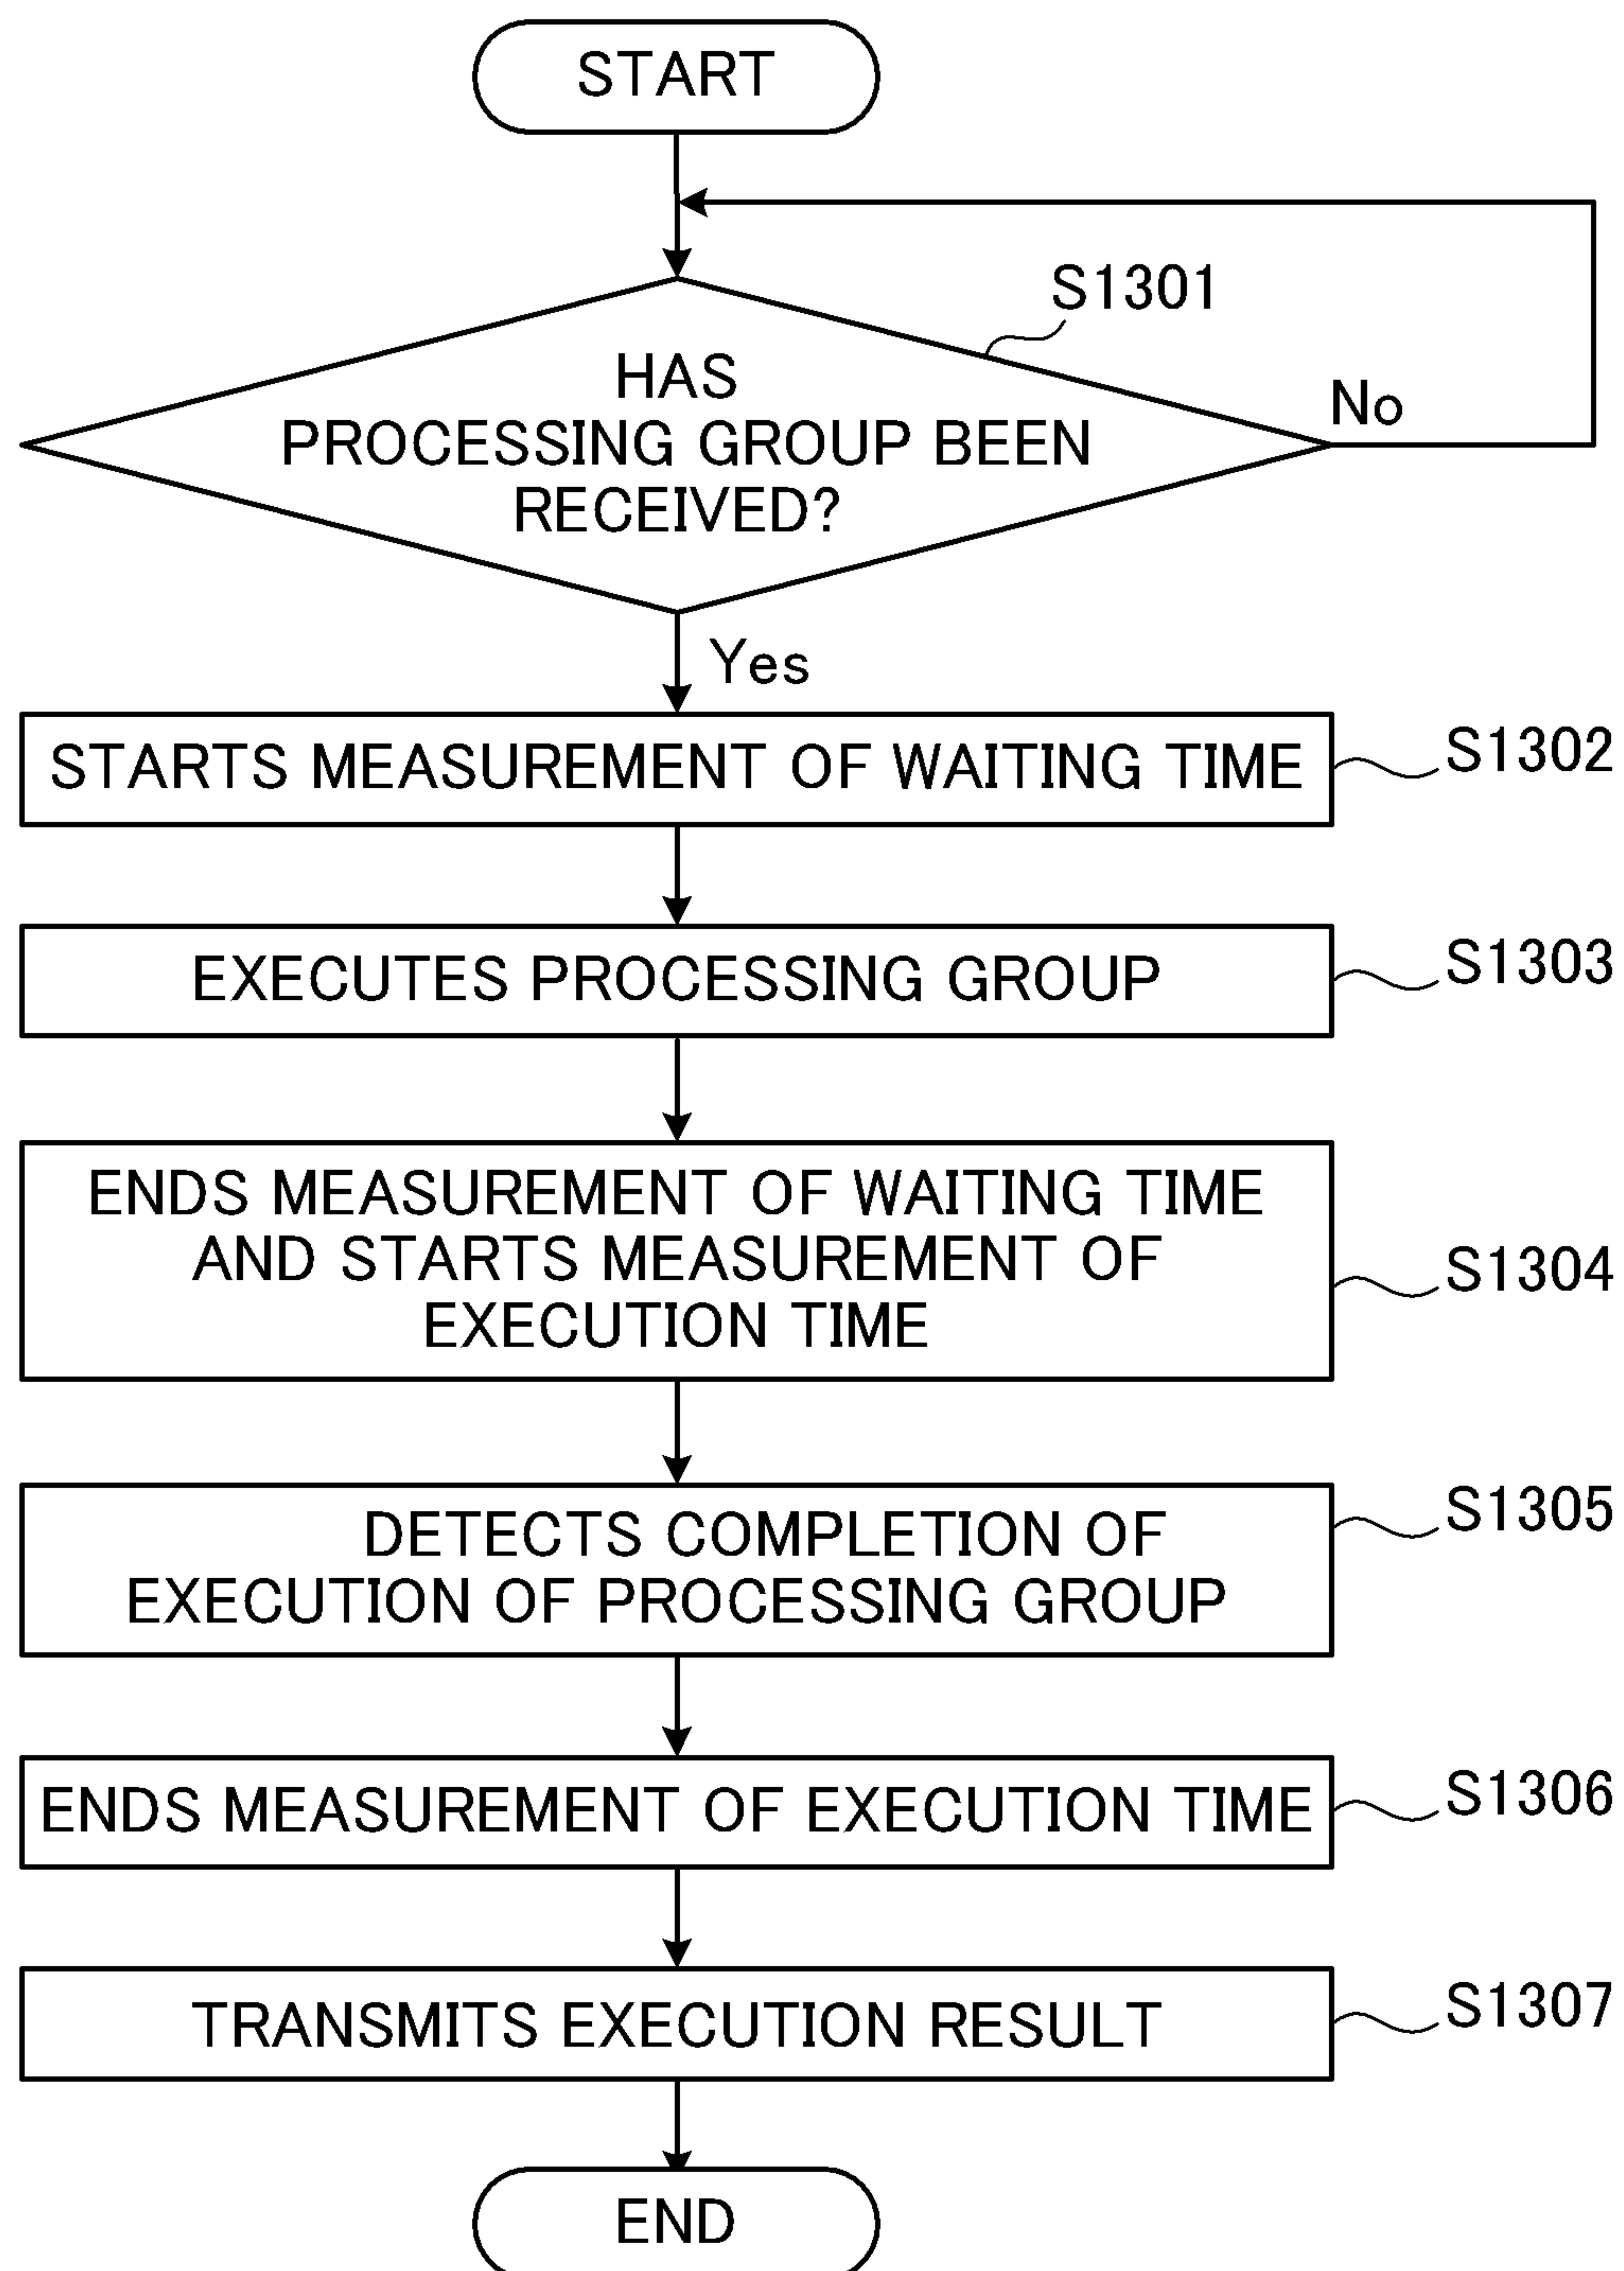 START
S1301
HAS
PROCESSING GROUP BEEN
RECEIVED?
No
Yes
STARTS MEASUREMENT OF WAITING TIME
S1302
EXECUTES PROCESSING GROUP
S1303
ENDS MEASUREMENT OF WAITING TIME
AND STARTS MEASUREMENT OF
EXECUTION TIME
S1304
DETECTS COMPLETION OF
EXECUTION OF PROCESSING GROUP
S1305
ENDS MEASUREMENT OF EXECUTION TIME
S1306
TRANSMITS EXECUTION RESULT
S1307
END